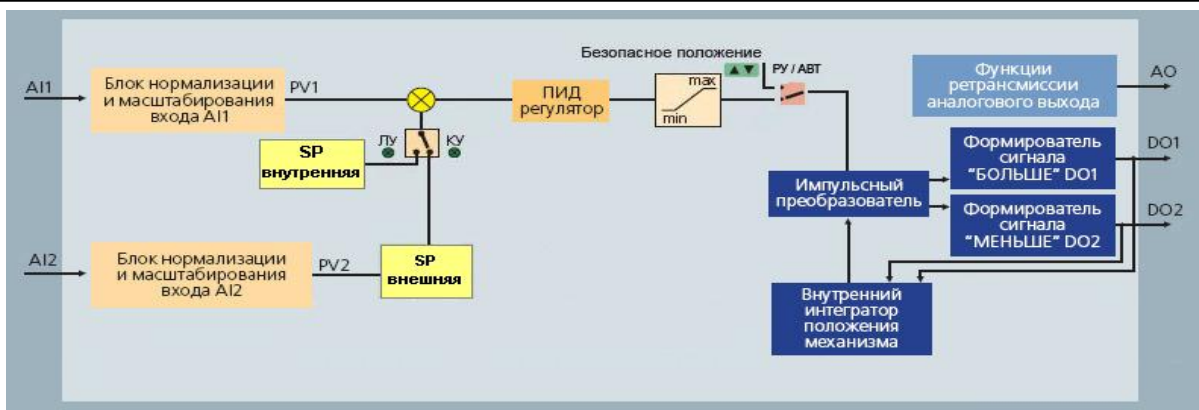 Безопасное положение
РУ / АВТ
AI1
Блок нормализации
и масштабирования
входа AI1
PV1
ПИД
регулятор
max
min
Функции
ретрансмиссии
аналогового выхода
AO
ЛУ
КУ
SP
внутренняя
Импульсный
преобразователь
Формирователь
сигнала
“БОЛЬШЕ” DO1
DO1
Формирователь
сигнала
“МЕНЬШЕ” DO2
DO2
AI2
Блок нормализации
и масштабирования
входа AI2
PV2
SP
внешняя
Внутренний
интегратор
положения
механизма